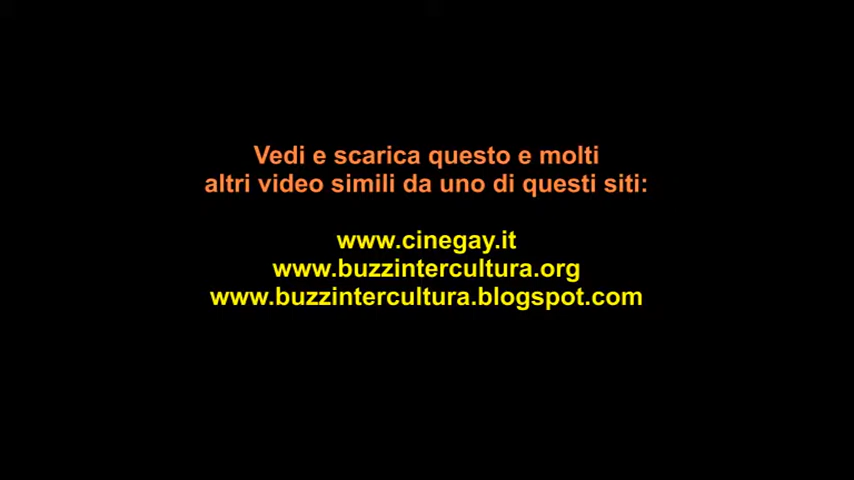 Vedi e scarica questo e molti
altri video simili da uno di questi siti:
www.cinegay.it
www.buzzintercultura.org
www.buzzintercultura.blogspot.com